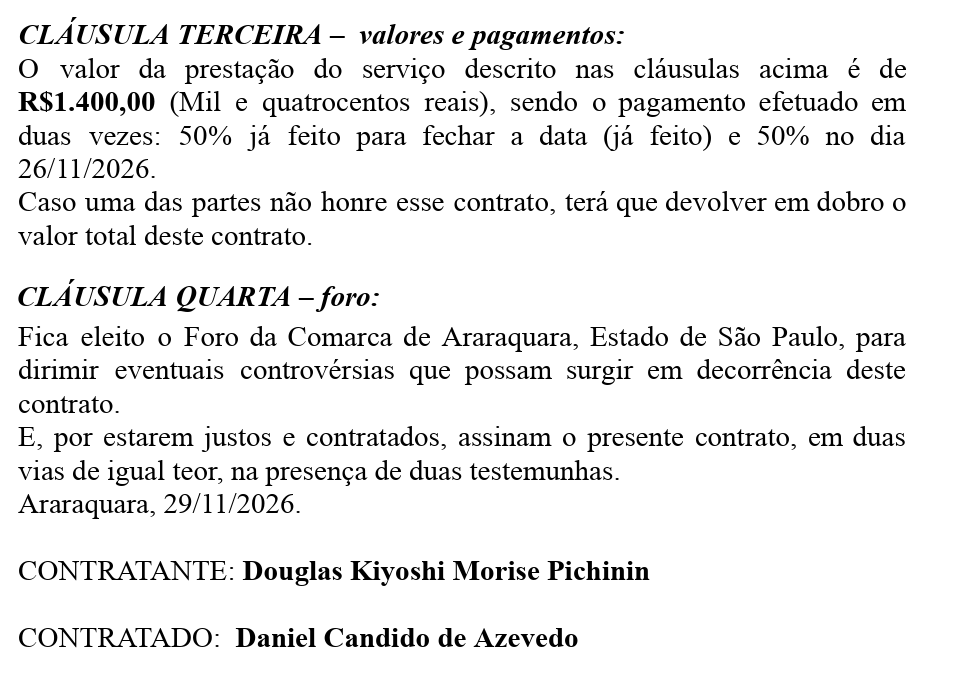 CLÁUSULA TERCEIRA – valores e pagamentos:
O valor da prestação do serviço descrito nas cláusulas acima é de
R$1.400,00 (Mil e quatrocentos reais), sendo o pagamento efetuado em
duas vezes: 50% já feito para fechar a data (já feito) e 50% no dia
26/11/2026.
Caso uma das partes não honre esse contrato, terá que devolver em dobro o
valor total deste contrato.
CLÁUSULA QUARTA – foro:
Fica eleito o Foro da Comarca de Araraquara, Estado de São Paulo, para
dirimir eventuais controvérsias que possam surgir em decorrência deste
contrato.
E, por estarem justos e contratados, assinam o presente contrato, em duas
vias de igual teor, na presença de duas testemunhas.
Araraquara, 29/11/2026.
CONTRATANTE: Douglas Kiyoshi Morise Pichinin
CONTRATADO: Daniel Candido de Azevedo